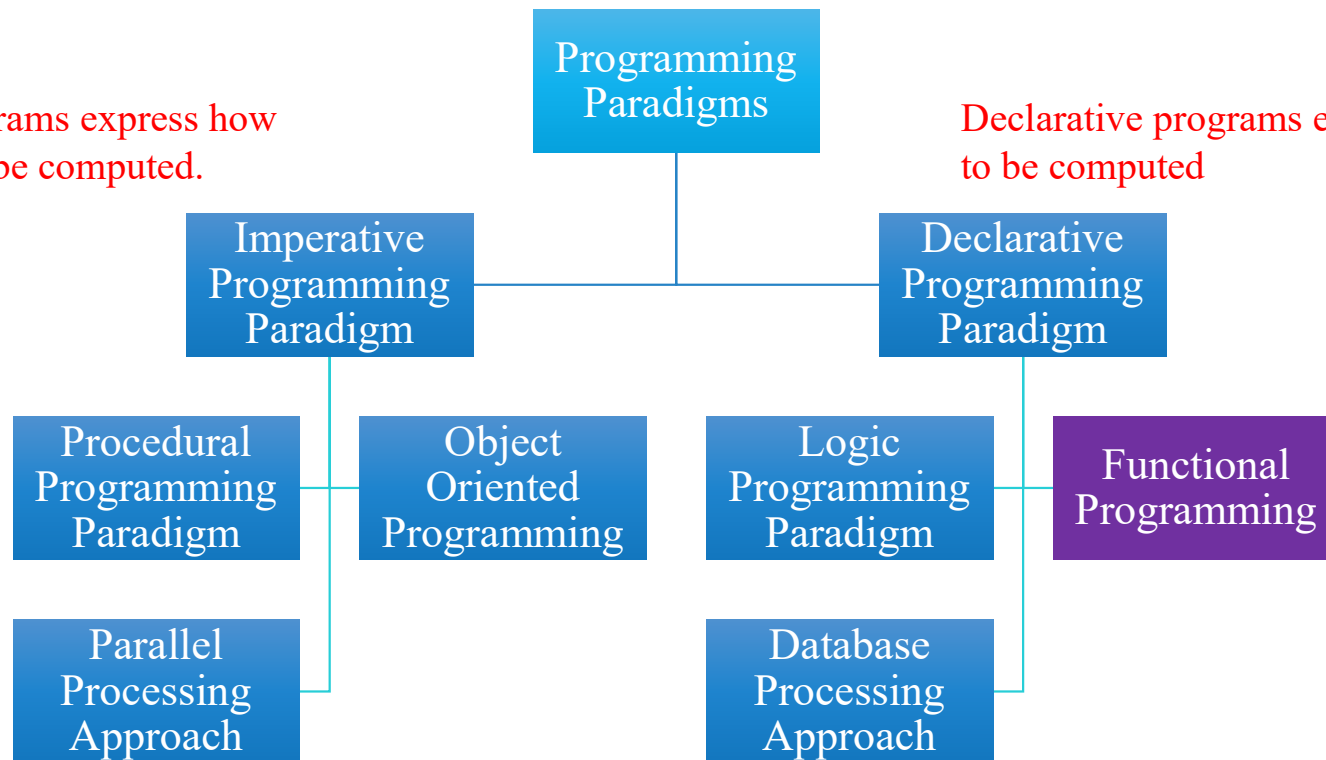 Programming
Paradigms
rams express how
be computed.
Declarative programs e
to be computed
Imperative
Programming
Paradigm
Declarative
Programming
Paradigm
Procedural
Programming
Paradigm
Object
Oriented
Programming
Logic
Programming
Paradigm
Functional
Programming
Parallel
Processing
Approach
Database
Processing
Approach